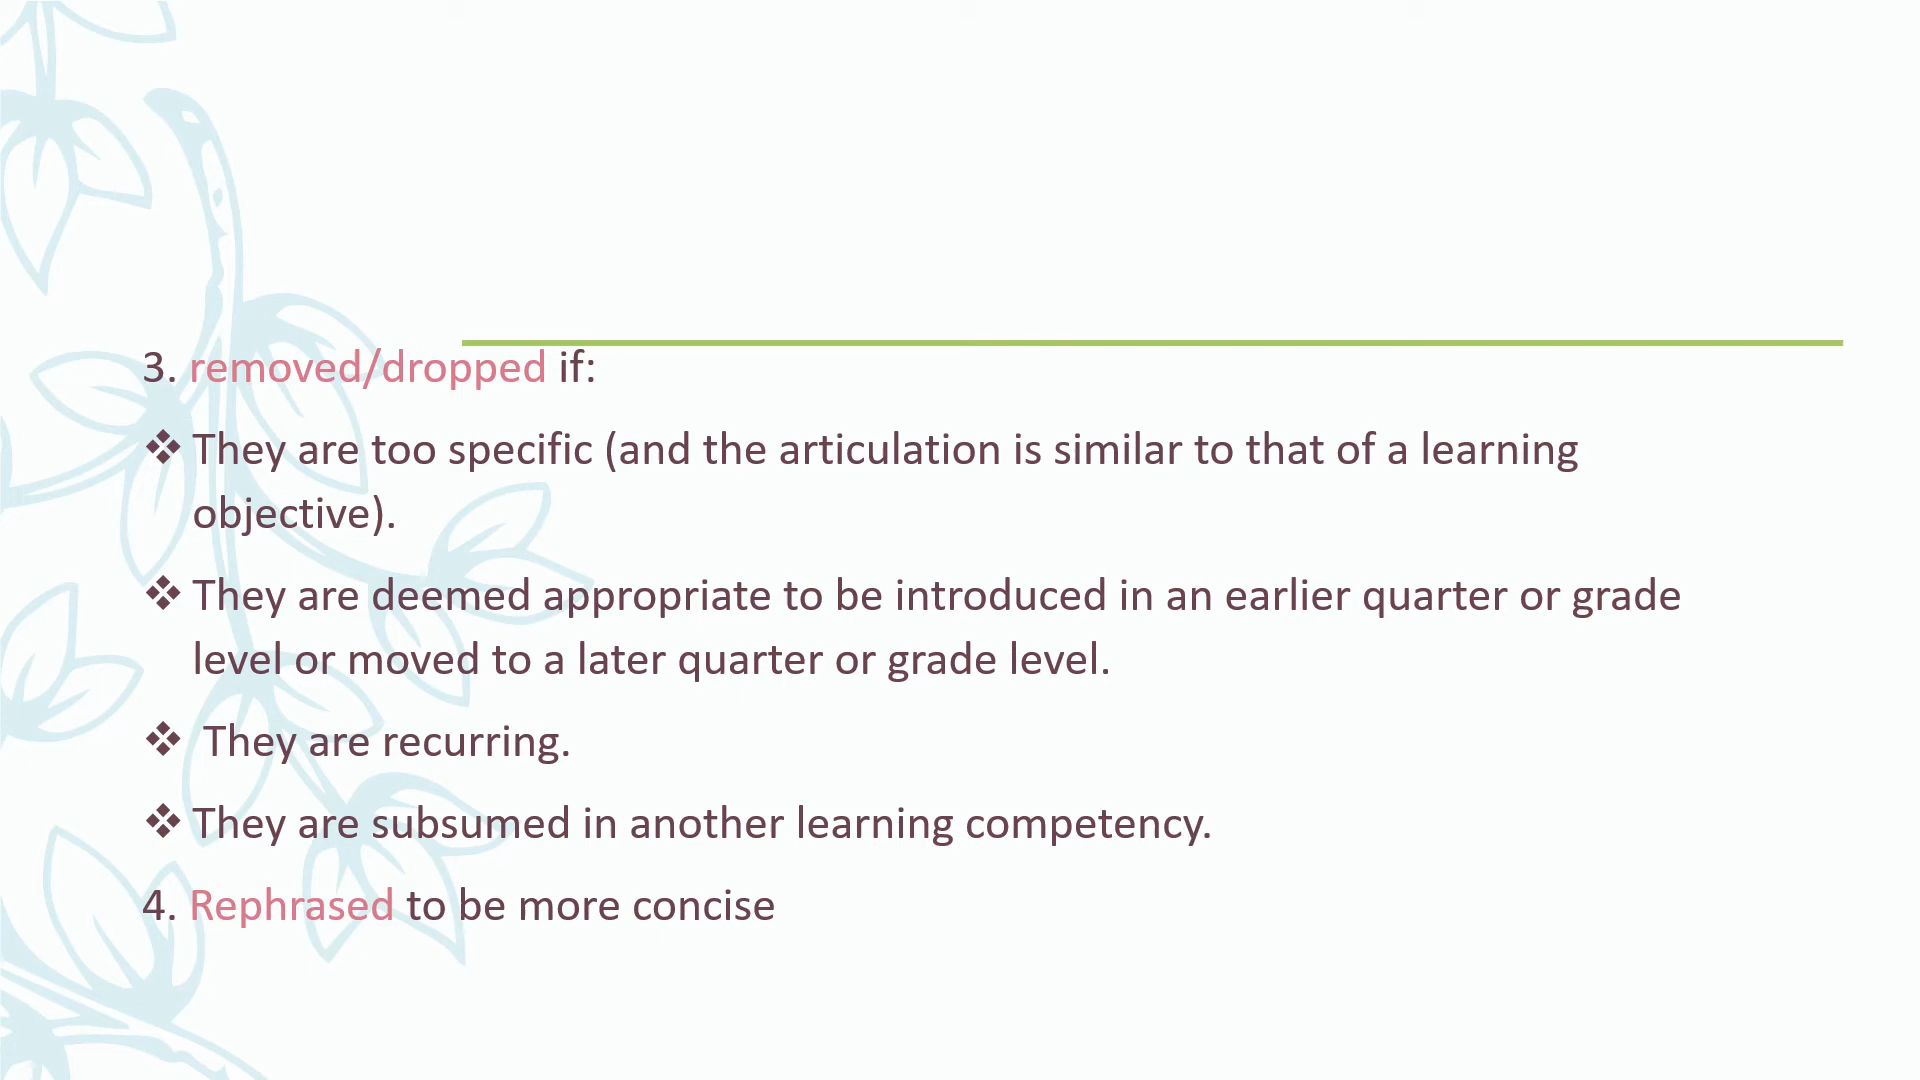 3. removed/dropped if:
❖ They are too specific (and the articulation is similar to that of a learning
objective).
❖ They are deemed appropriate to be introduced in an earlier quarter or grade
level or moved to a later quarter or grade level.
❖ They are recurring.
❖ They are subsumed in another learning competency.
4. Rephrased to be more concise